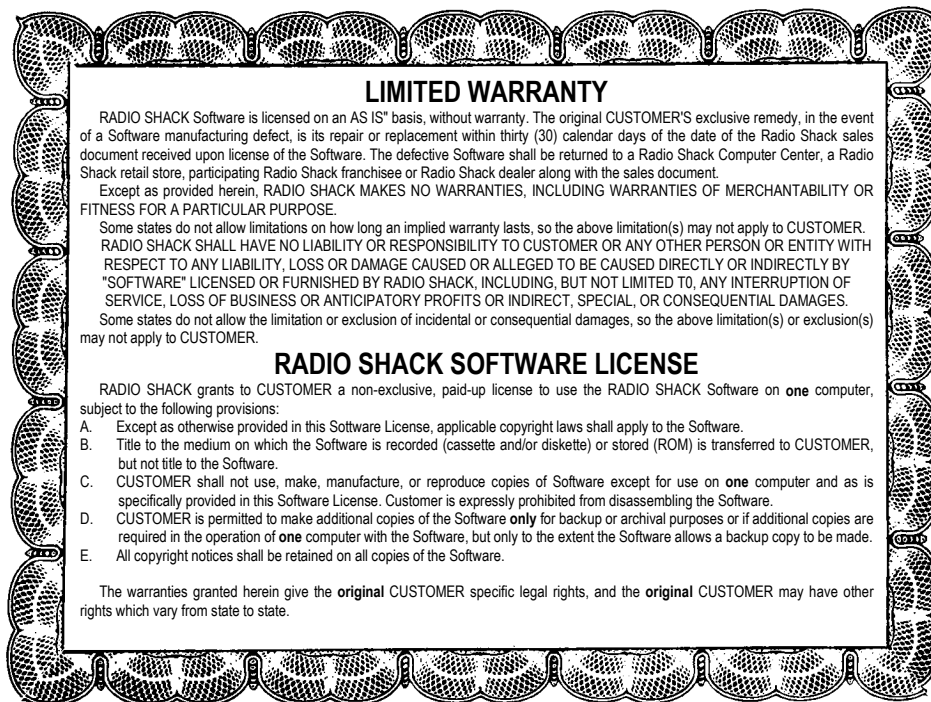 LIMITED WARRANTY
RADIO SHACK Software is licensed on an AS IS" basis, without warranty. The original CUSTOMER'S exclusive remedy, in the event
of a Software manufacturing defect, is its repair or replacement within thirty (30) calendar days of the date of the Radio Shack sales
document received upon license of the Software. The defective Software shall be returned to a Radio Shack Computer Center, a Radio
Shack retail store, participating Radio Shack franchisee or Radio Shack dealer along with the sales document.
Except as provided herein, RADIO SHACK MAKES NO WARRANTIES, INCLUDING WARRANTIES OF MERCHANTABILITY OR
FITNESS FOR A PARTICULAR PURPOSE.
Some states do not allow limitations on how long an implied warranty lasts, so the above limitation(s) may not apply to CUSTOMER.
RADIO SHACK SHALL HAVE NO LIABILITY OR RESPONSIBILITY TO CUSTOMER OR ANY OTHER PERSON OR ENTITY WITH
RESPECT TO ANY LIABILITY, LOSS OR DAMAGE CAUSED OR ALLEGED TO BE CAUSED DIRECTLY OR INDIRECTLY BY
"SOFTWARE" LICENSED OR FURNISHED BY RADIO SHACK, INCLUDING, BUT NOT LIMITED T0, ANY INTERRUPTION OF
SERVICE, LOSS OF BUSINESS OR ANTICIPATORY PROFITS OR INDIRECT, SPECIAL, OR CONSEQUENTIAL DAMAGES.
Some states do not allow the limitation or exclusion of incidental or consequential damages, so the above limitation(s) or exclusion(s)
may not apply to CUSTOMER.
RADIO SHACK SOFTWARE LICENSE
RADIO SHACK grants to CUSTOMER a non-exclusive, paid-up license to use the RADIO SHACK Software on one computer,
subject to the following provisions:
A. Except as otherwise provided in this Sottware License, applicable copyright laws shall apply to the Software.
B. Title to the medium on which the Software is recorded (cassette and/or diskette) or stored (ROM) is transferred to CUSTOMER,
but not title to the Software.
C. CUSTOMER shall not use, make, manufacture, or reproduce copies of Software except for use on one computer and as is
specifically provided in this Software License. Customer is expressly prohibited from disassembling the Software.
D. CUSTOMER is permitted to make additional copies of the Software only for backup or archival purposes or if additional copies are
required in the operation of one computer with the Software, but only to the extent the Software allows a backup copy to be made.
E. All copyright notices shall be retained on all copies of the Software.
The warranties granted herein give the original CUSTOMER specific legal rights, and the original CUSTOMER may have other
rights which vary from state to state.